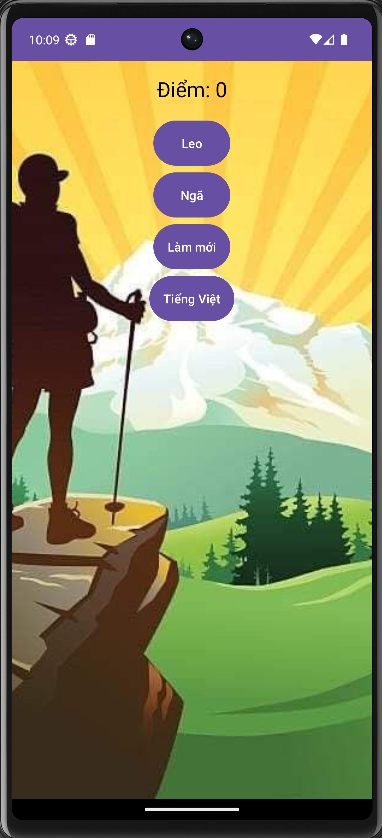 10:09
Điểm: 0
Leo
Ngã
Làm mới
Tiếng Việt